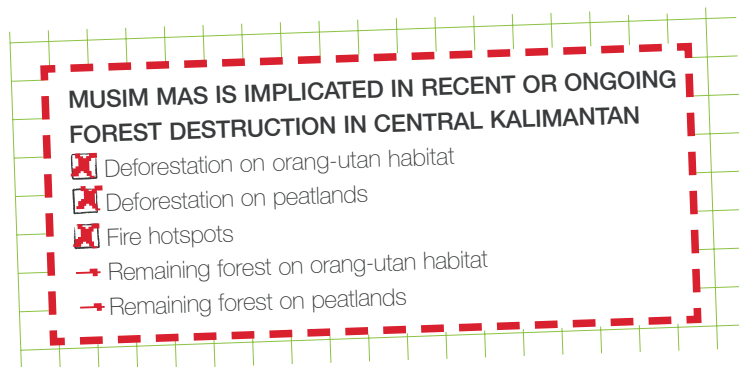 MUSIM MAS IS IMPLICATED IN RECENT OR ONGOING
FOREST DESTRUCTION IN CENTRAL KALIMANTAN
Deforestation on orang-utan habitat
Deforestation on peatlands
Fire hotspots
Remaining forest on orang-utan habitat
Remaining forest on peatlands